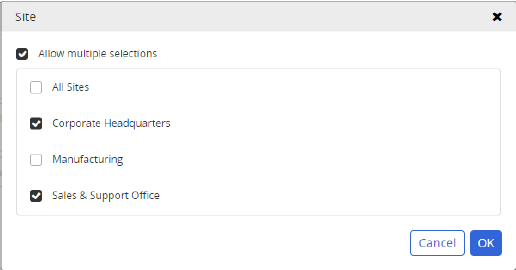 Site
Allow multiple selections
All Sites
Corporate Headquarters
Manufacturing
Sales & Support Office
Cancel OK